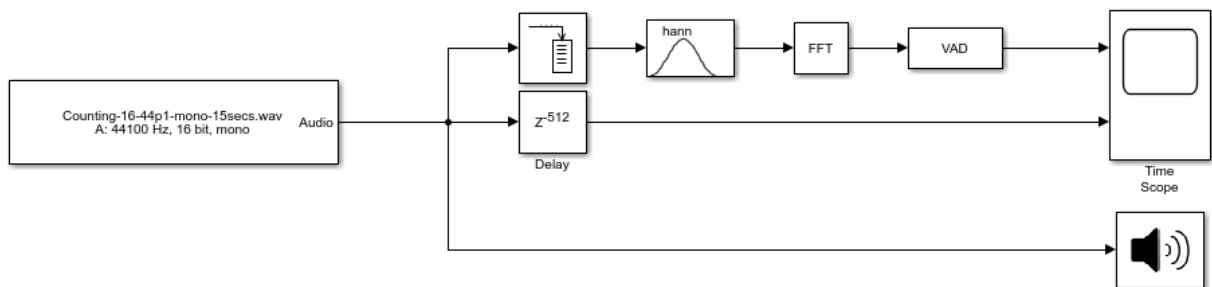 Counting-16-44p1-mono-15secs.wav
A: 44100 Hz, 16 bit, mono
Audio
hann
FFT
VAD
Z-512
Delay
Time
Scope